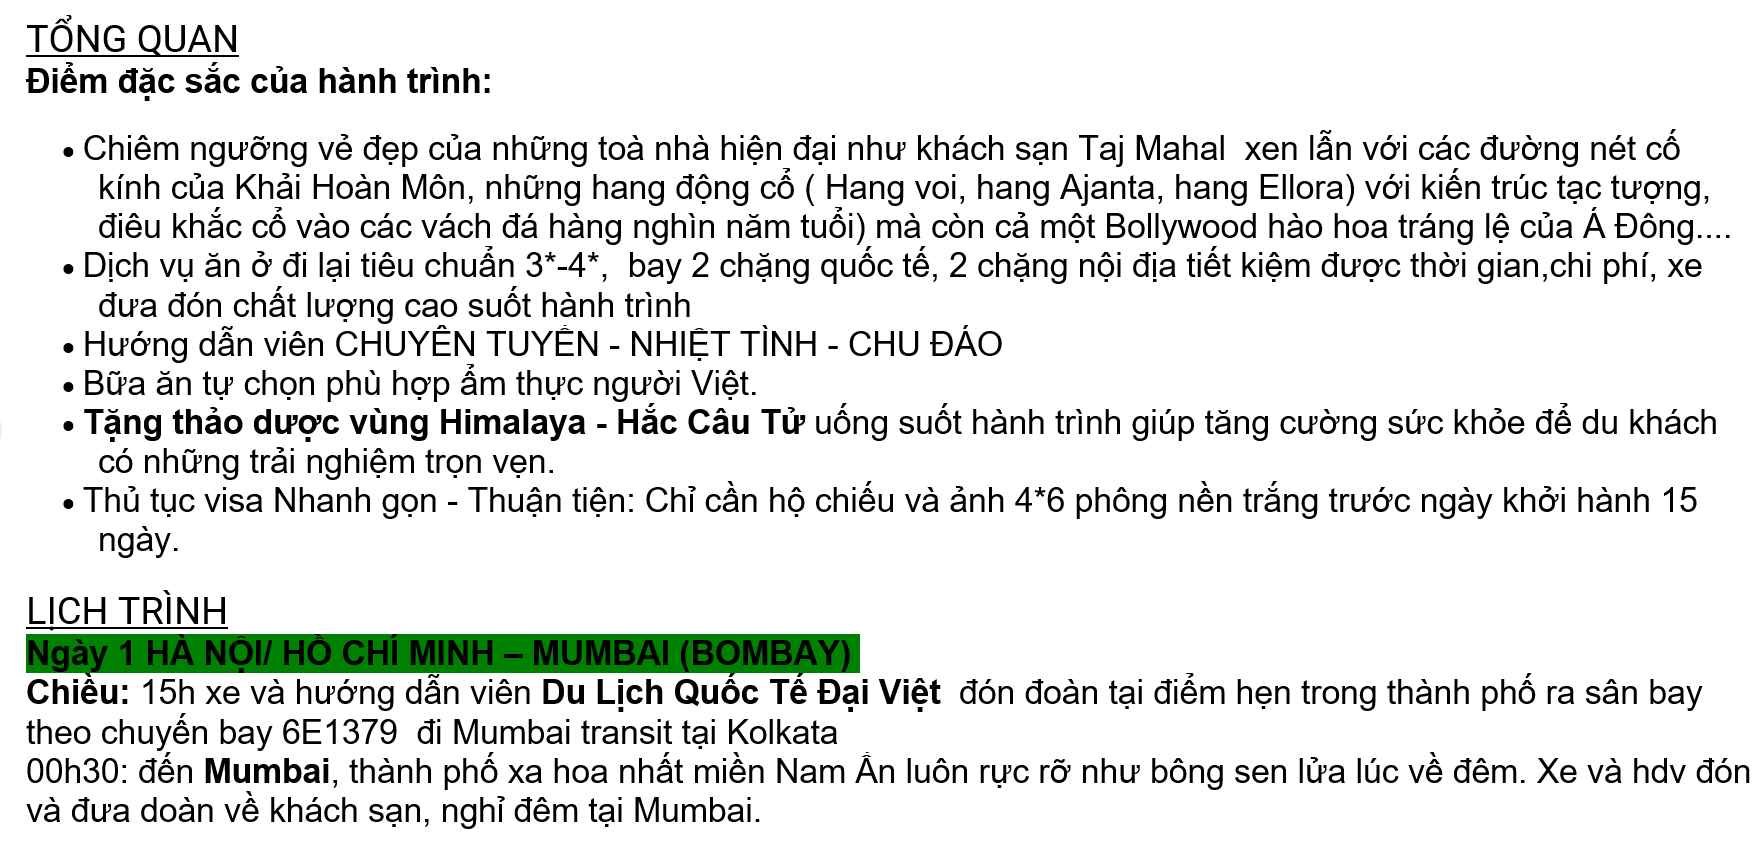 TỔNG QUAN
Điểm đặc sắc của hành trình:
• Chiêm ngưỡng vẻ đẹp của những toà nhà hiện đại như khách sạn Taj Mahal  xen lẫn với các đường nét cổ
kính của Khải Hoàn Môn, những hang động cổ ( Hang voi, hang Ajanta, hang Ellora) với kiến trúc tạc tượng,
điêu khắc cổ vào các vách đá hàng nghìn năm tuổi) mà còn cả một Bollywood hào hoa tráng lệ của Á Đông....
• Dịch vụ ăn ở đi lại tiêu chuẩn 3*-4*,  bay 2 chặng quốc tế, 2 chặng nội địa tiết kiệm được thời gian,chi phí, xe
đưa đón chất lượng cao suốt hành trình
• Hướng dẫn viên CHUYÊN TUYẾN - NHIỆT TÌNH - CHU ĐÁO
• Bữa ăn tự chọn phù hợp ẩm thực người Việt.
• Tặng thảo dược vùng Himalaya - Hắc Câu Tử uống suốt hành trình giúp tăng cường sức khỏe để du khách
có những trải nghiệm trọn vẹn.
• Thủ tục visa Nhanh gọn - Thuận tiện: Chỉ cần hộ chiếu và ảnh 4*6 phông nền trắng trước ngày khởi hành 15
ngày.
LỊCH TRÌNH
Ngày 1 HÀ NỘI/ HỒ CHÍ MINH – MUMBAI (BOMBAY)
Chiều: 15h xe và hướng dẫn viên Du Lịch Quốc Tế Đại Việt  đón đoàn tại điểm hẹn trong thành phố ra sân bay
theo chuyến bay 6E1379  đi Mumbai transit tại Kolkata
00h30: đến Mumbai, thành phố xa hoa nhất miền Nam Ấn luôn rực rỡ như bông sen lửa lúc về đêm. Xe và hdv đón
và đưa đoàn về khách sạn, nghỉ đêm tại Mumbai.